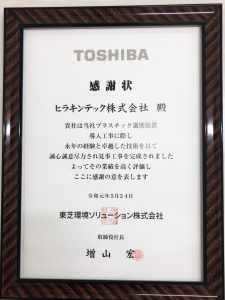 TOSHIBA
感謝状
ヒラキンテック株式会社 殿
貴社は当社プラスチック選別装置
導入工事に際し
永年の経験と卓越した技術を以て
誠心誠意尽力され見事工事を完成されました
よってその業績を高く評価し
ここに感謝の意を表します
令和元年5月24日
東芝環境ソリューション株式会社
取締役社長
増山 宏